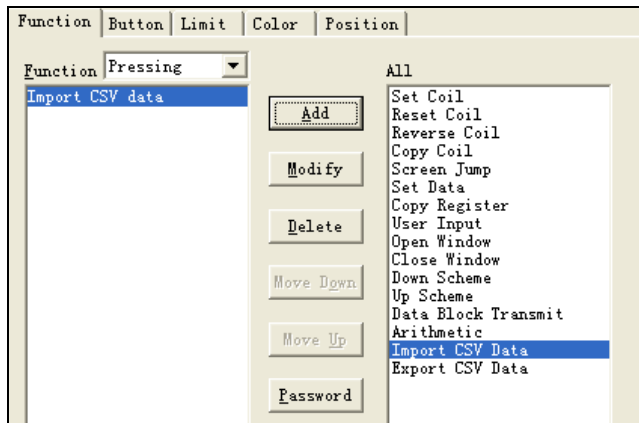 Function Button Limit Color Position
Function Pressing
All
Import CSV data
Add
Modify
Delete
Move Down
Move Up
Password
Set Coil
Reset Coil
Reverse Coil
Copy Coil
Screen Jump
Set Data
Copy Register
User Input
Open Window
Close Window
Down Scheme
Up Scheme
Data Block Transmit
Arithmetic
Import CSV Data
Export CSV Data